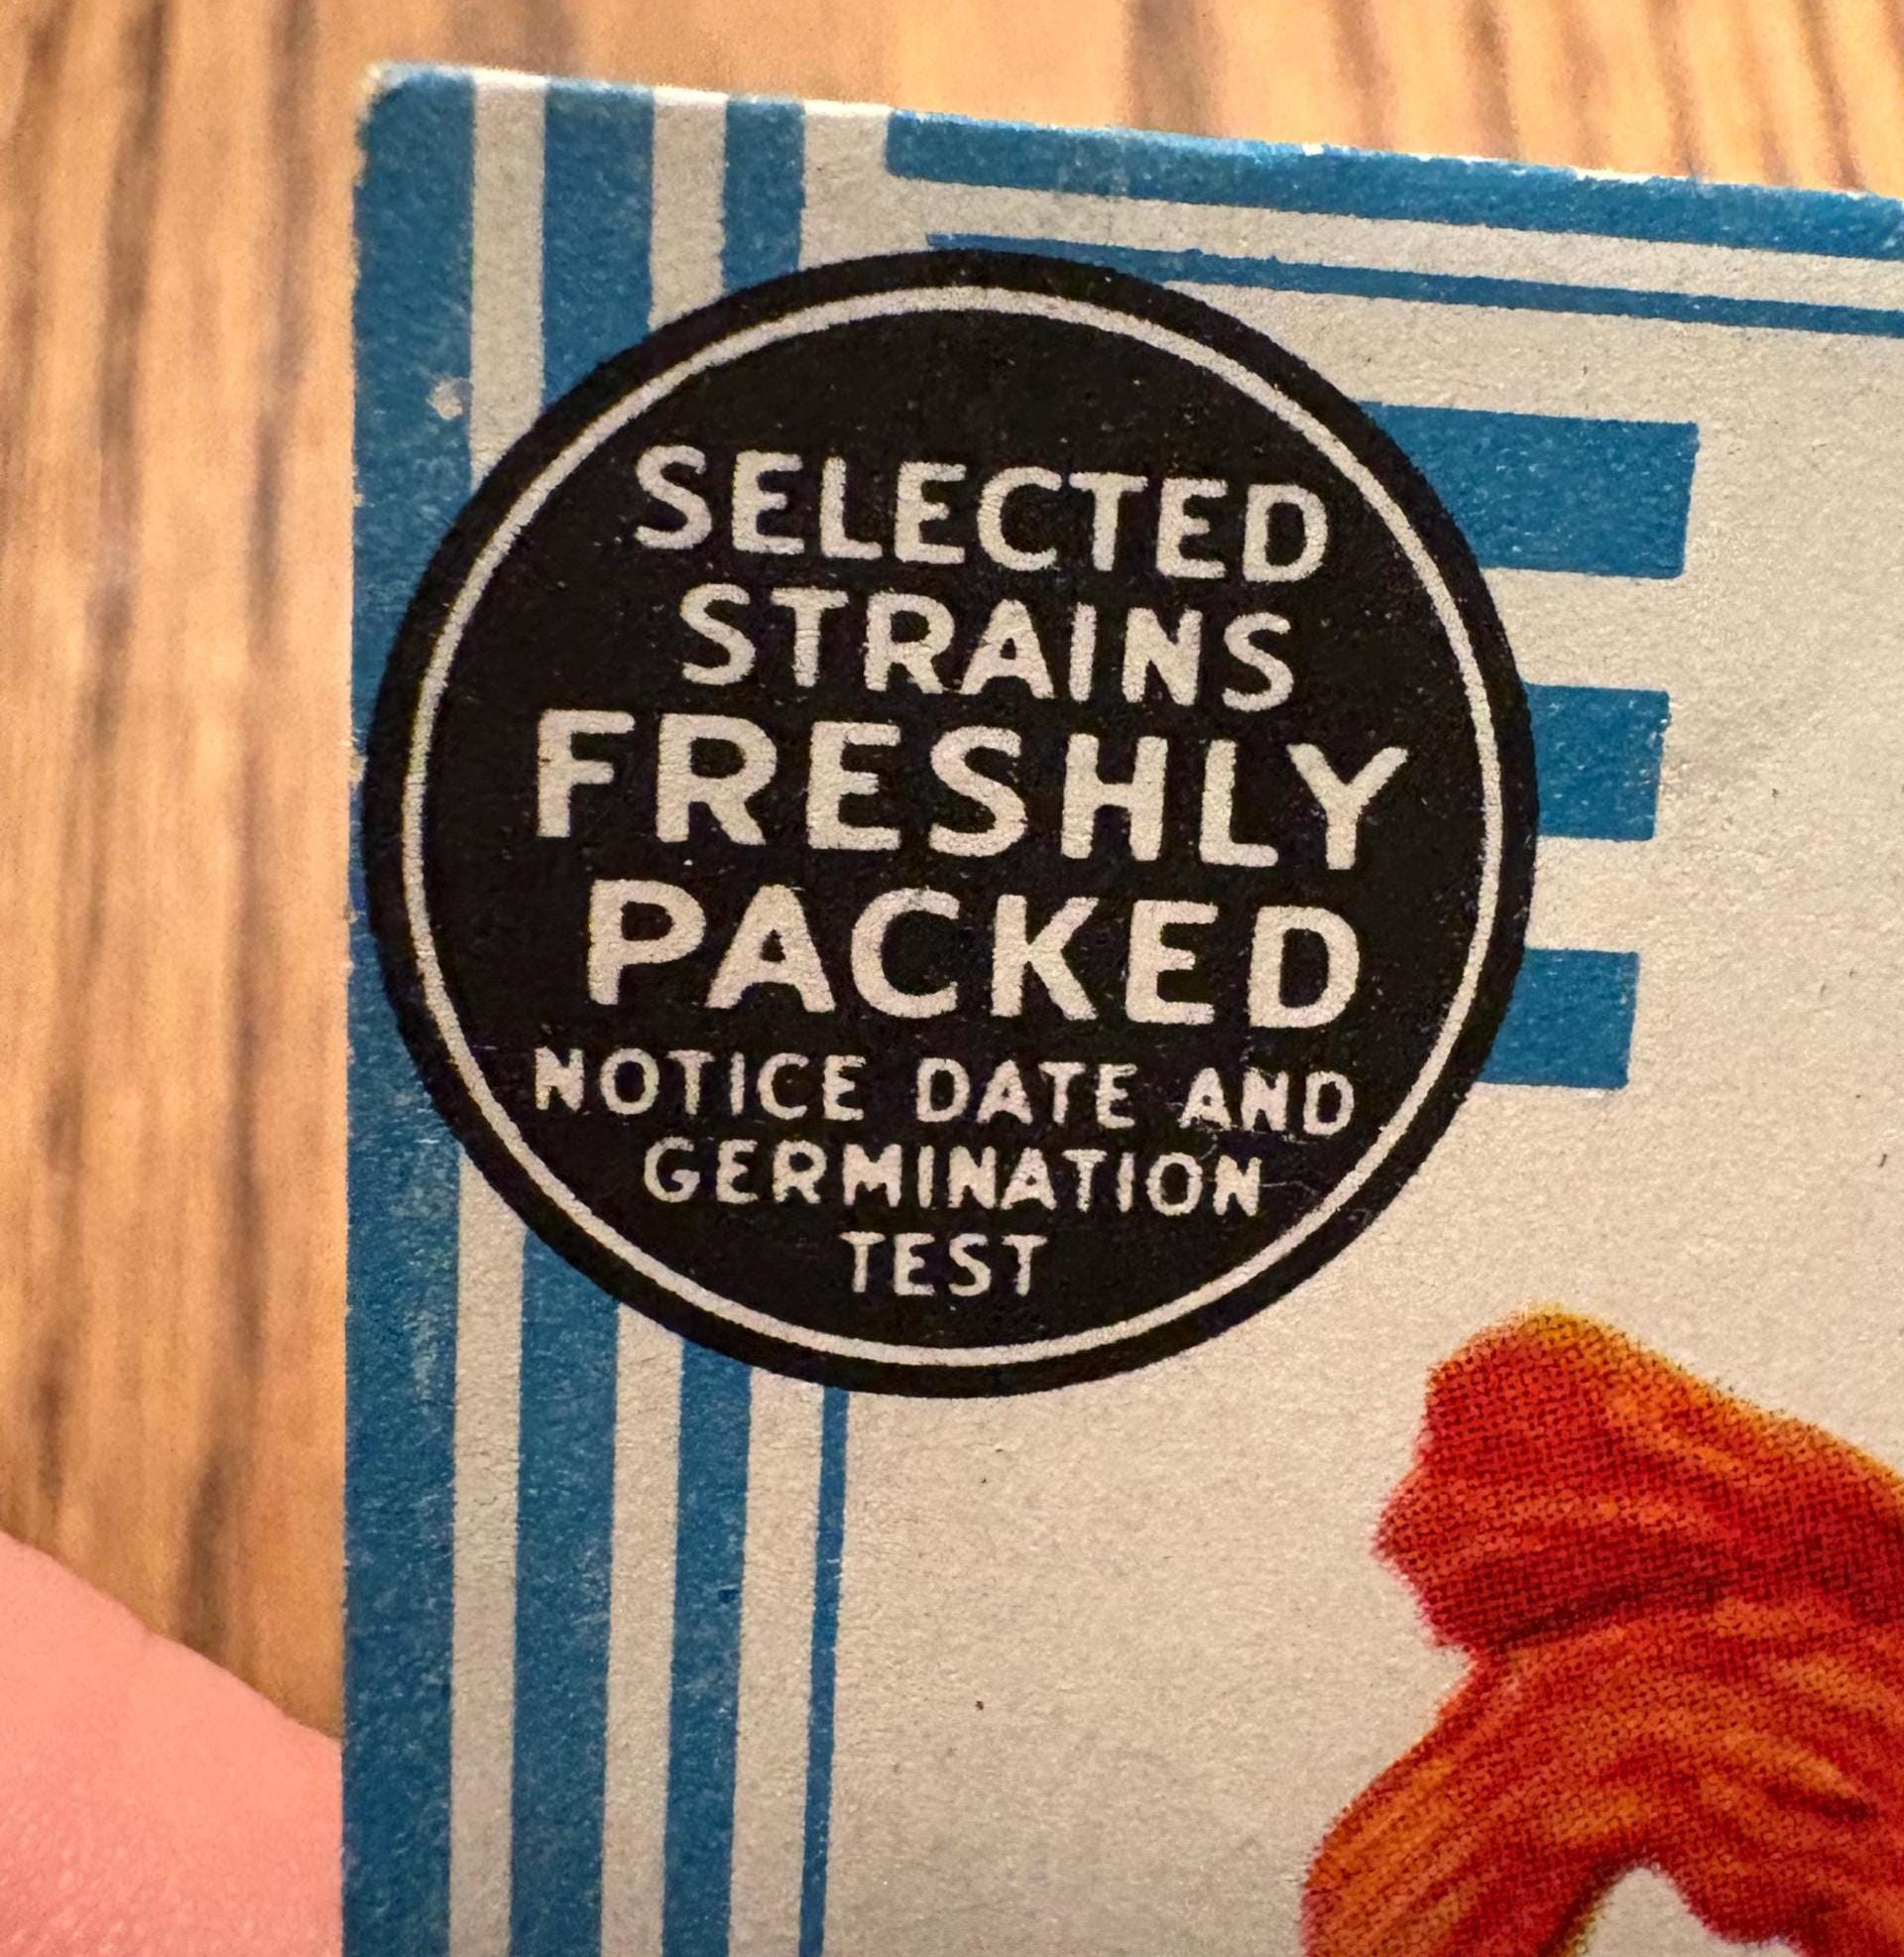 SELECTED
STRAINS
FRESHLY
PACKED
NOTICE DATE AND
GERMINATION
TEST